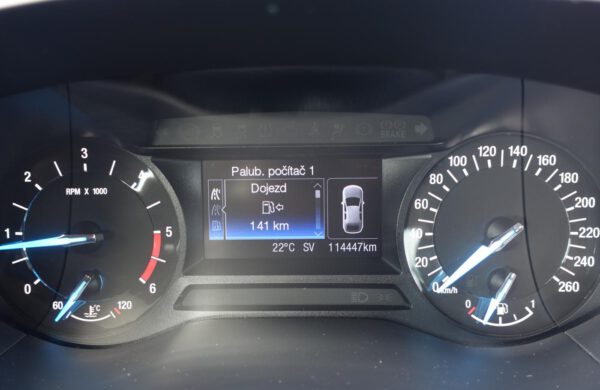 BRAKE
Palub. počítač 1
Dojezd
141 km
22°C SV 114447km
0 1 2 3 5 6
RPM X 1000
60 °C 120
0 20 40 60 80 100 120 140 160 180 200 220 240 260
km/h
0 1